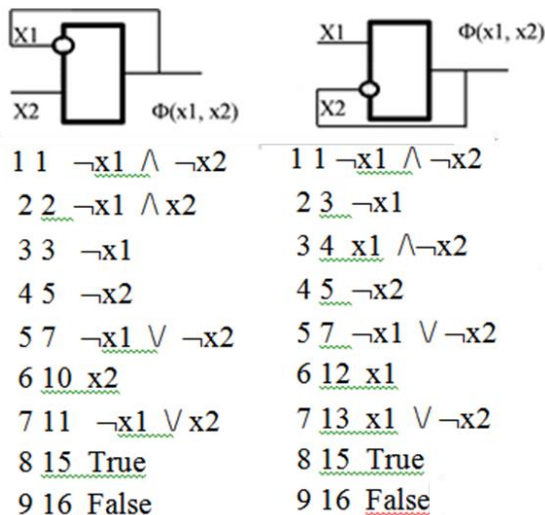 X1
X2
Φ(x1, x2)
1 1 ¬x1 /\ ¬x2
2 2 ¬x1 /\ x2
3 3 ¬x1
4 5 ¬x2
5 7 ¬x1 \/ ¬x2
6 10 x2
7 11 ¬x1 \/ x2
8 15 True
9 16 False
X1
Φ(x1, x2)
X2
1 1 ¬x1 /\ ¬x2
2 3 ¬x1
3 4 x1 /\¬x2
4 5 ¬x2
5 7 ¬x1 \/ ¬x2
6 12 x1
7 13 x1 \/ ¬x2
8 15 True
9 16 False